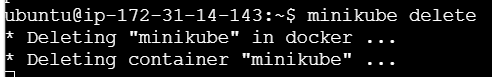 ubuntu@ip-172-31-14-143:~$ minikube delete
* Deleting "minikube" in docker ...
* Deleting container "minikube" ...